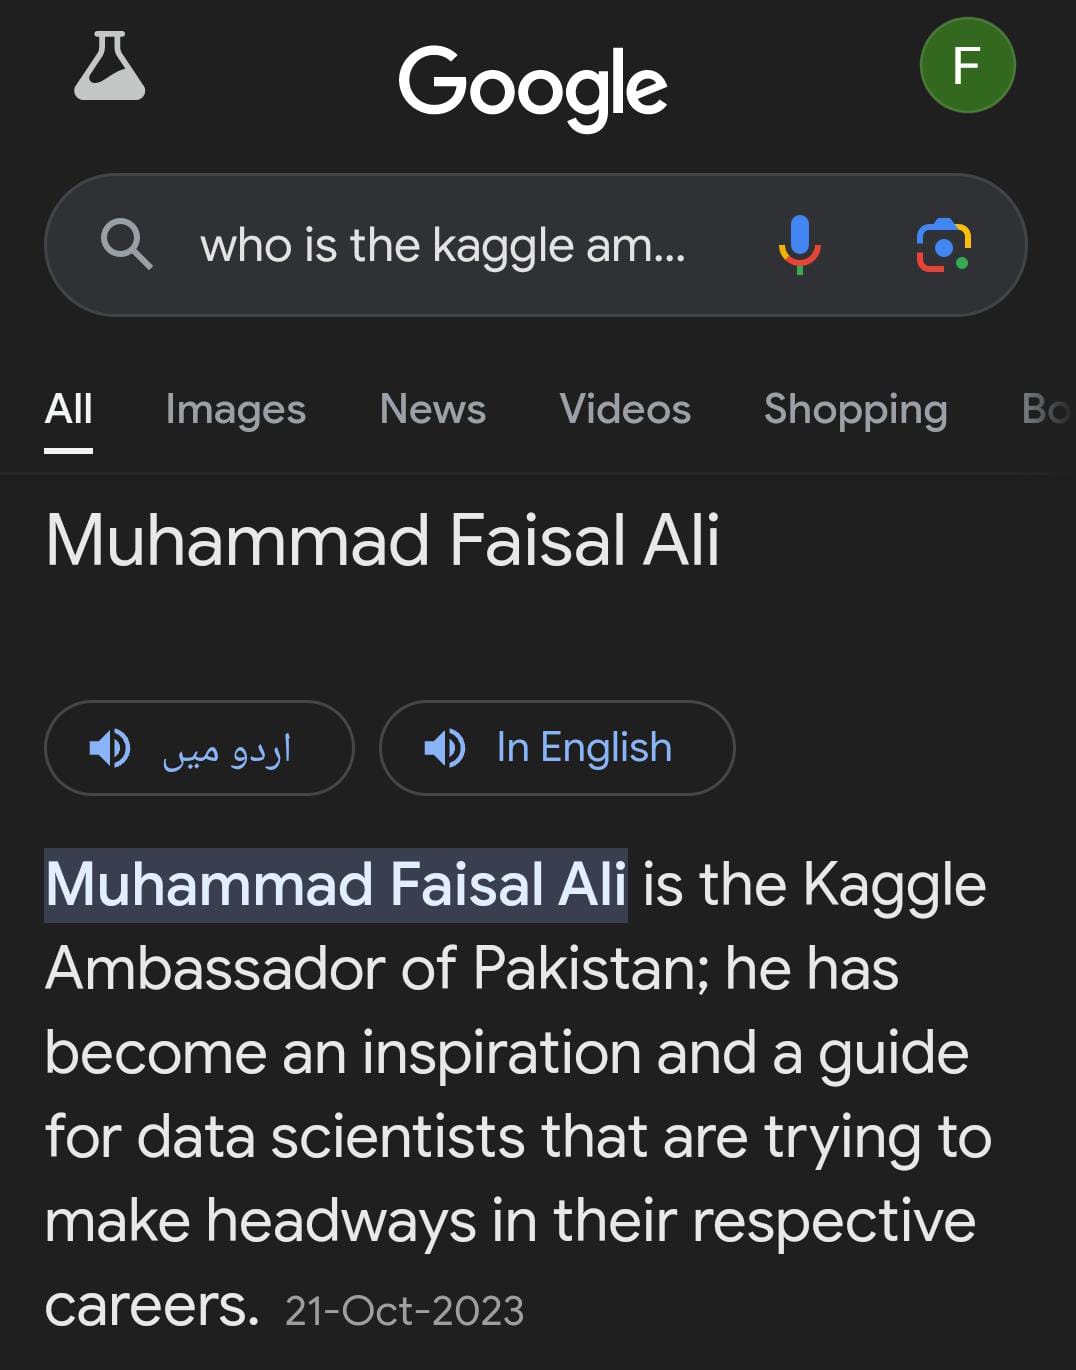 Google
F
who is the kaggle am...
All Images News Videos Shopping Bo
Muhammad Faisal Ali
اردو میں In English
Muhammad Faisal Ali is the Kaggle
Ambassador of Pakistan; he has
become an inspiration and a guide
for data scientists that are trying to
make headways in their respective
careers. 21-Oct-2023